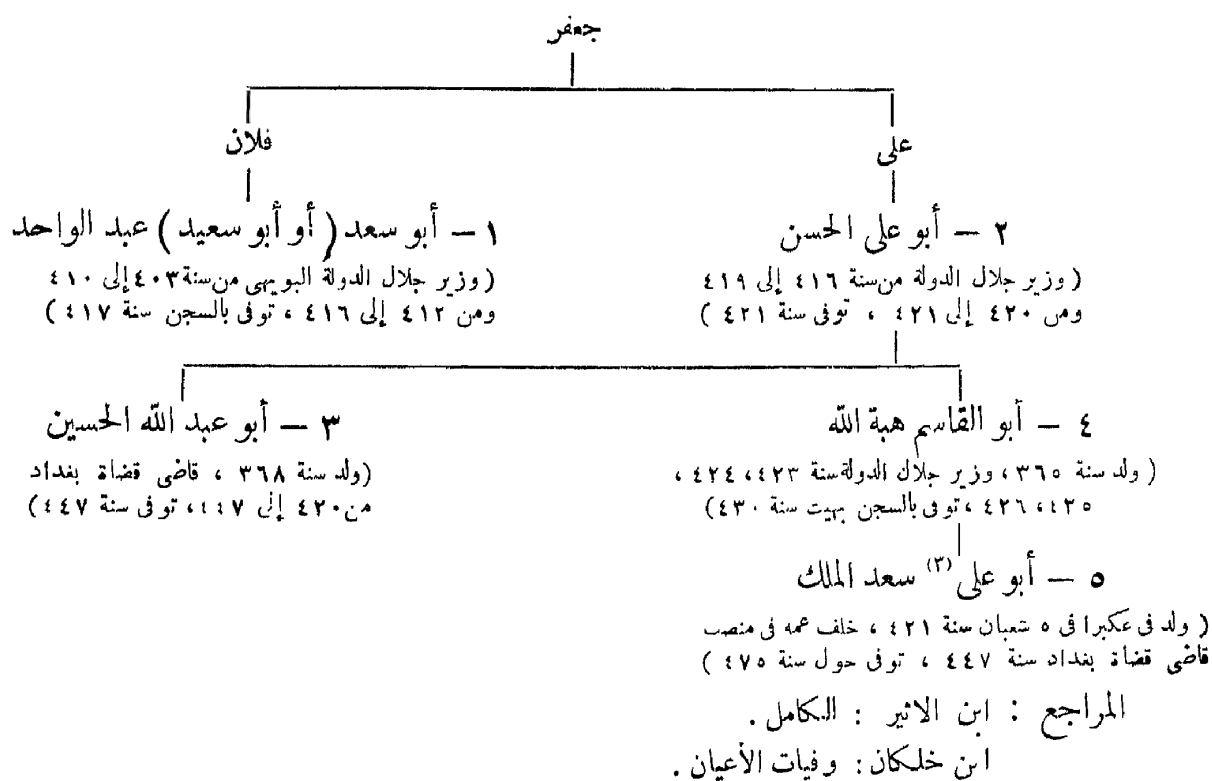 جعفر
على
فلان
٢ — أبو على الحسن
( وزير جلال الدولة من سنة ٤١٦ إلى ٤١٩
ومن ٤٢٠ إلى ٤٢١ ، توفى سنة ٤٢١ )
١ — أبو سعد ( أو أبو سعيد ) عبد الواحد
( وزير جلال الدولة البويهى من سنة ٤٠٣ إلى ٤١٠
ومن ٤١٢ إلى ٤١٦ ، توفى بالسجن سنة ٤١٧ )
٤ — أبو القاسم هبة الله
( ولد سنة ٣٦٥ ، وزير جلال الدولة سنة ٤٢٣ ، ٤٢٤ ،
٤٢٥ ، ٤٢٦ ، توفى بالسجن بهيت سنة ٤٣٠)
٣ — أبو عبد الله الحسين
(ولد سنة ٣٦٨ ، قاضى قضاة بغداد
من ٤٢٠ إلى ٤٤٧ ، توفى سنة ٤٤٧ )
٥ — أبو على (٣) سعد الملك
( ولد فى عكبرا فى ٥ شعبان سنة ٤٢١ ، خلف عمه فى منصب
قاضى قضاة بغداد سنة ٤٤٧ ، توفى حول سنة ٤٧٥ )
المراجع : ابن الاثير : الكامل .
ابن خلكان : وفيات الأعيان .